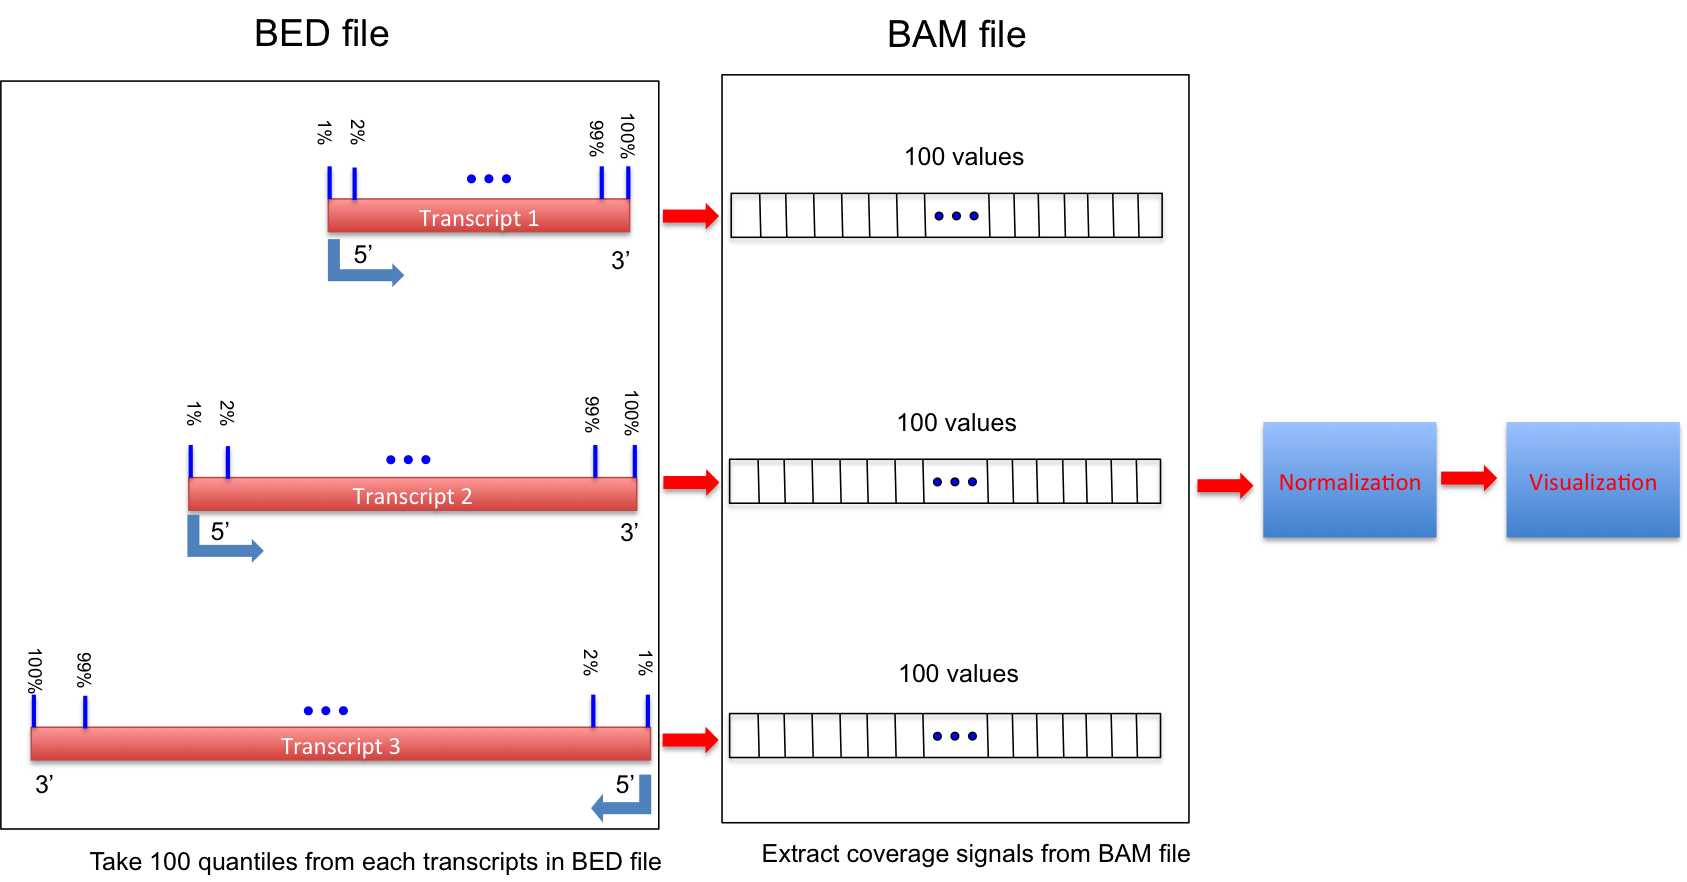 BED file
BAM file
1%
2%
99%
100%
Transcript 1
5’
3’
100 values
1%
2%
99%
100%
Transcript 2
5’
3’
100 values
100%
99%
2%
1%
Transcript 3
3’
5’
100 values
Normalization
Visualization
Take 100 quantiles from each transcripts in BED file
Extract coverage signals from BAM file